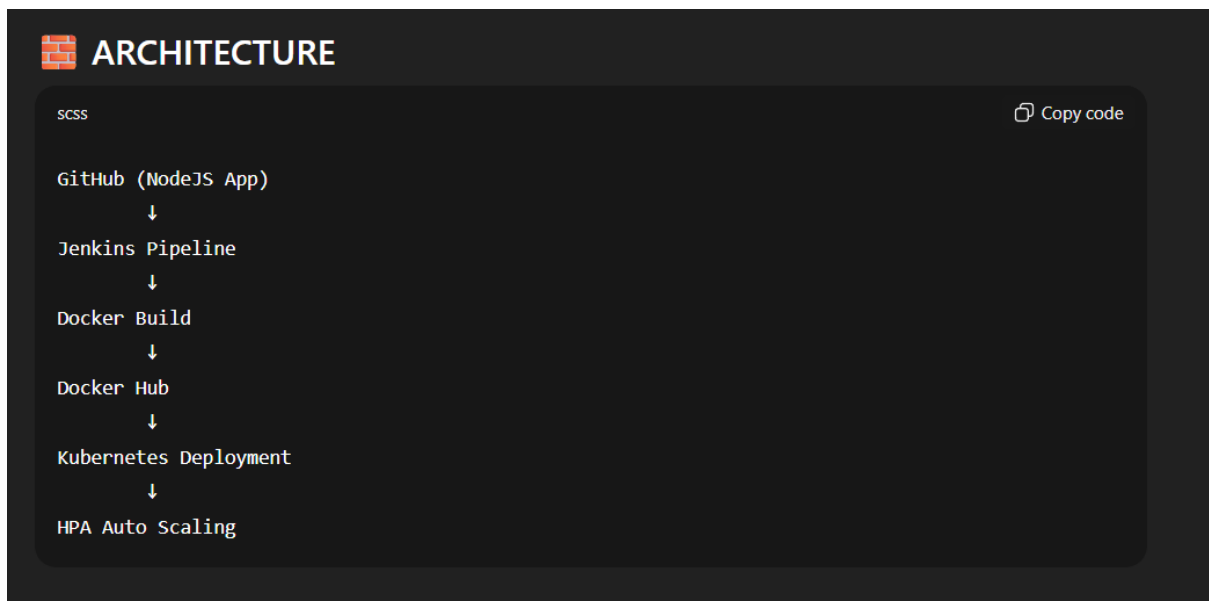 🧱 ARCHITECTURE
scss
Copy code
GitHub (NodeJS App)
↓
Jenkins Pipeline
↓
Docker Build
↓
Docker Hub
↓
Kubernetes Deployment
↓
HPA Auto Scaling